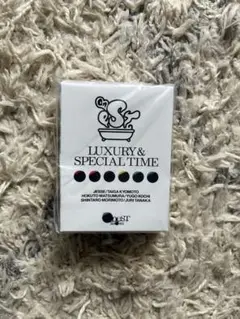 LUXURY &
SPECIAL TIME
JESSE/TAIGA KYOMOTO
HOKUTO MATSUMURA/YUGO KOCHI
SHINTARO MORIMOTO/JURI TANAKA